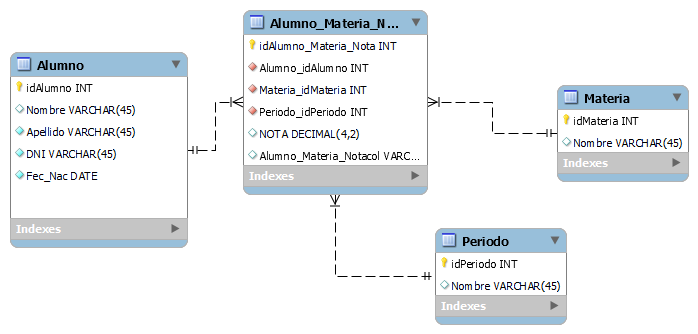 Alumno
idAlumno INT
Nombre VARCHAR(45)
Apellido VARCHAR(45)
DNI VARCHAR(45)
Fec_Nac DATE
Indexes
Alumno_Materia_N...
idAlumno_Materia_Nota INT
Alumno_idAlumno INT
Materia_idMateria INT
Periodo_idPeriodo INT
NOTA DECIMAL(4,2)
Alumno_Materia_Notacol VARC...
Indexes
Materia
idMateria INT
Nombre VARCHAR(45)
Indexes
Periodo
idPeriodo INT
Nombre VARCHAR(45)
Indexes